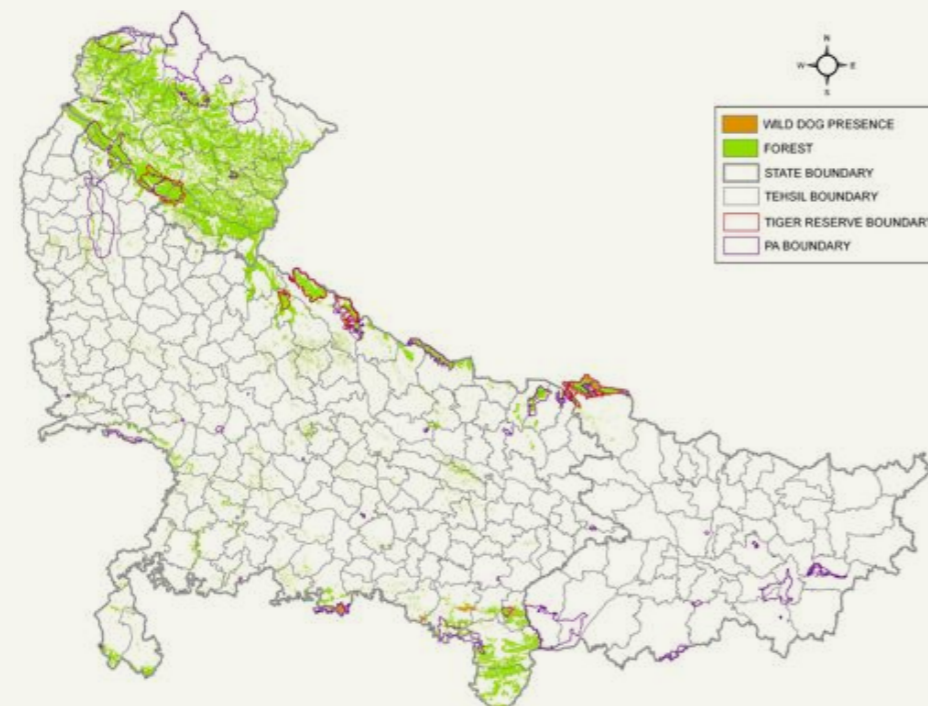 N
W E
S
WILD DOG PRESENCE
FOREST
STATE BOUNDARY
TEHSIL BOUNDARY
TIGER RESERVE BOUNDARY
PA BOUNDARY